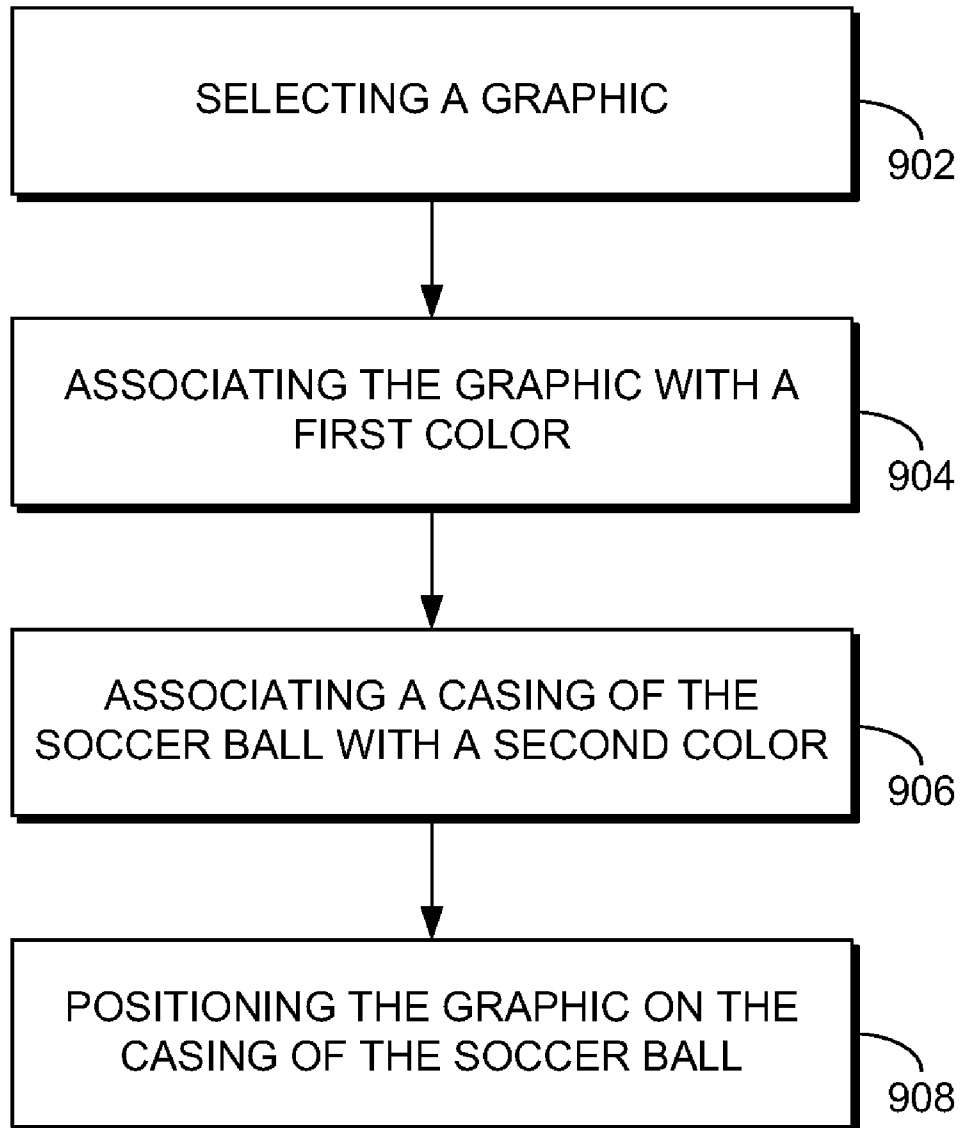 SELECTING A GRAPHIC
902
ASSOCIATING THE GRAPHIC WITH A
FIRST COLOR
904
ASSOCIATING A CASING OF THE
SOCCER BALL WITH A SECOND COLOR
906
POSITIONING THE GRAPHIC ON THE
CASING OF THE SOCCER BALL
908